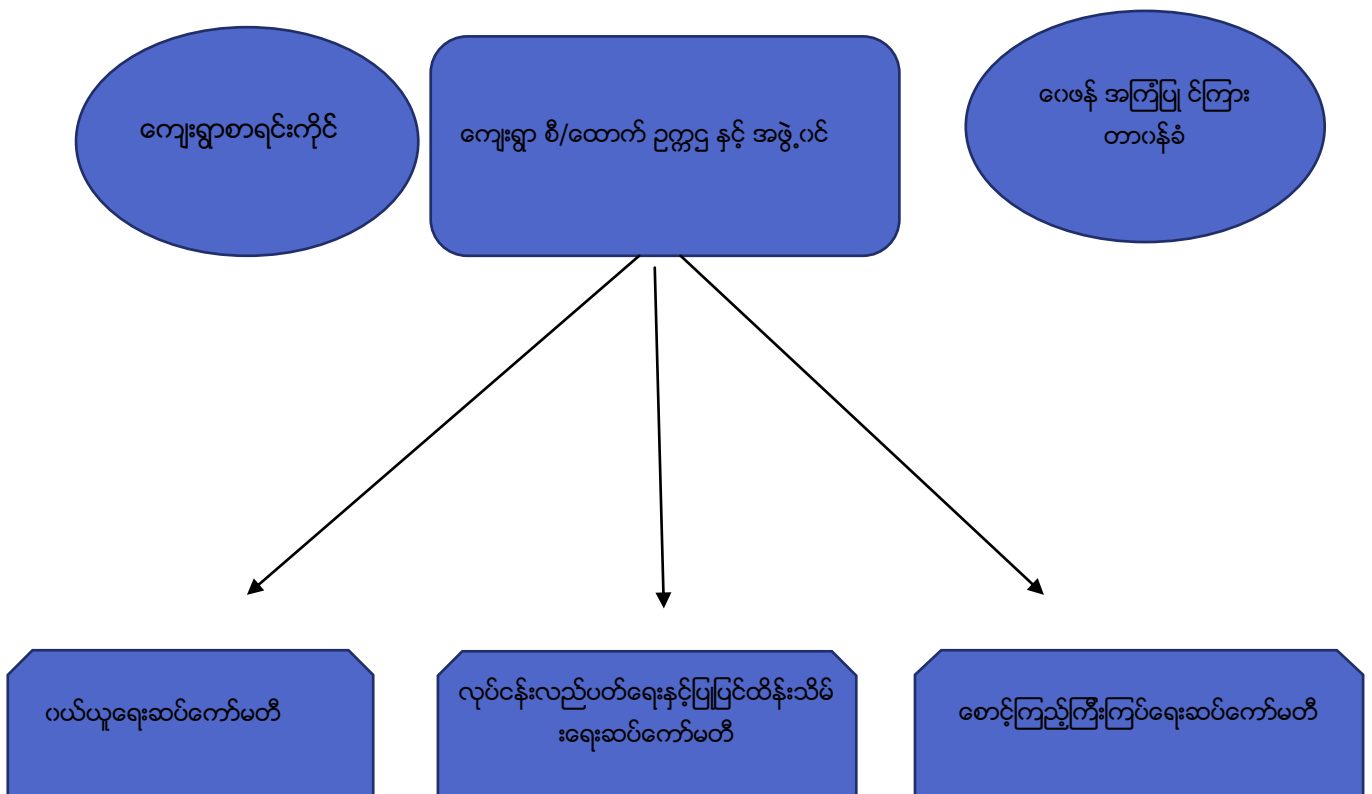 ကျေးရွာစာရင်းကိုင်
ကျေးရွာ စီ/ထောက် ဥက္ကဌ နှင့် အဖွဲ့ဝင်
ဝေဖန် အကြံပြု င်ကြား
တာဝန်ခံ
ဝယ်ယူရေးဆပ်ကော်မတီ
လုပ်ငန်းလည်ပတ်ရေးနှင့်ပြုပြင်ထိန်းသိမ်
းရေးဆပ်ကော်မတီ
စောင့်ကြည့်ကြီးကြပ်ရေးဆပ်ကော်မတီ